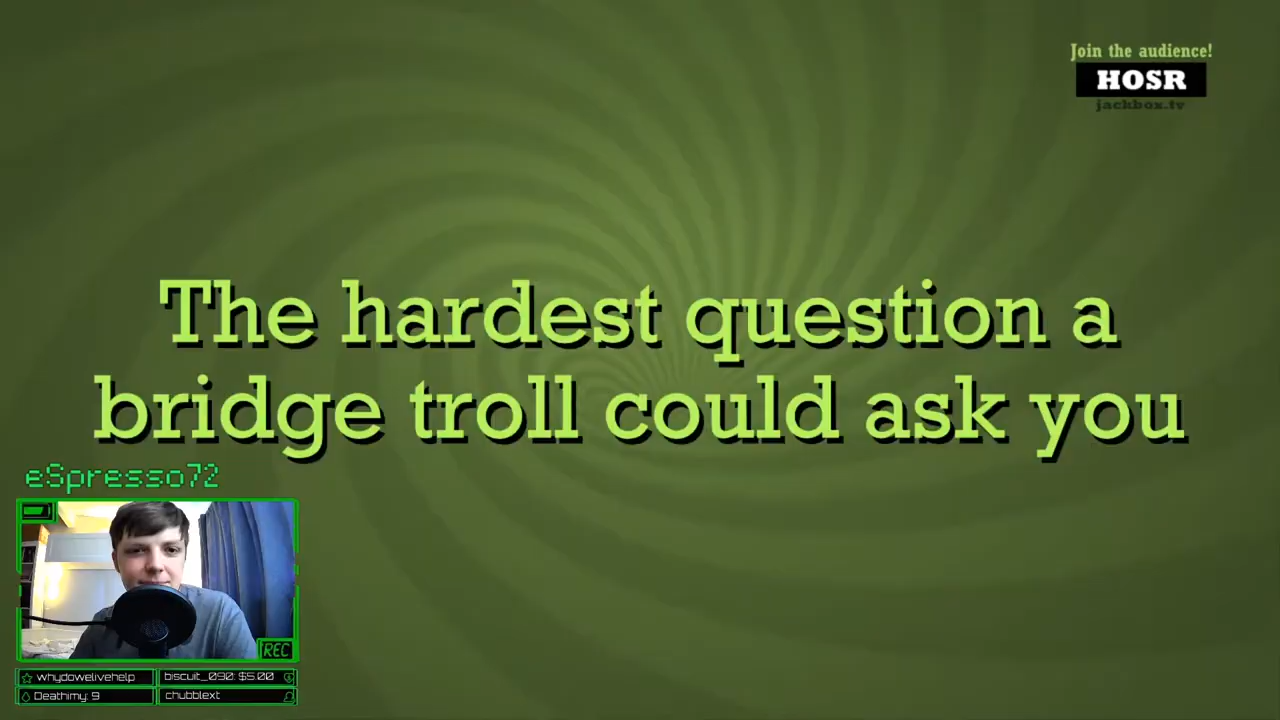 Join the audience!
HOSR
jackbox.tv
The hardest question a
bridge troll could ask you
eSpresso72
REC
whydowelivehelp
biscuit_090: $5.00
Deathimy: 9
chubblext